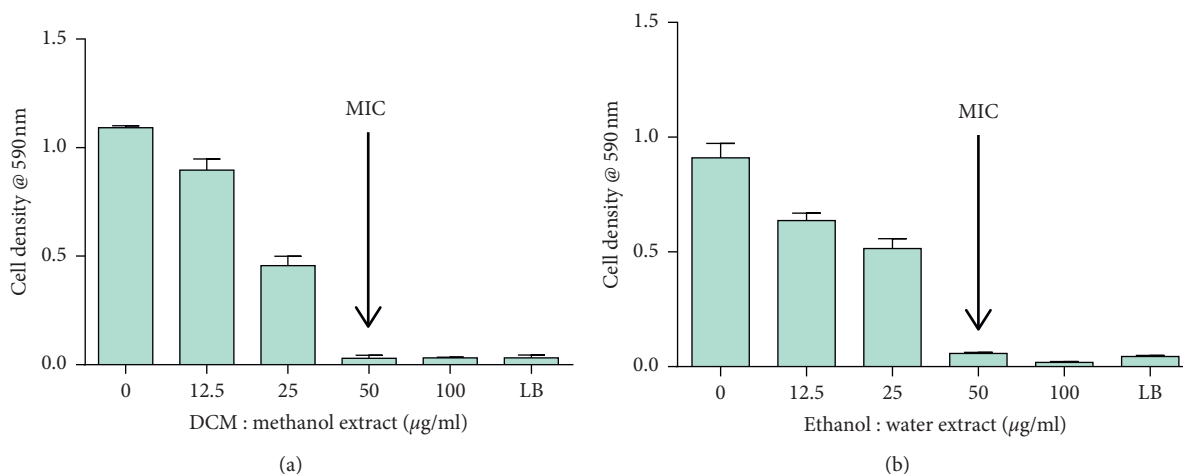 1.5
1.0
0.5
0.0
Cell density @ 590 nm
MIC
0 12.5 25 50 100 LB
DCM : methanol extract (µg/ml)
(a)
1.5
1.0
0.5
0.0
Cell density @ 590 nm
MIC
0 12.5 25 50 100 LB
Ethanol : water extract (µg/ml)
(b)